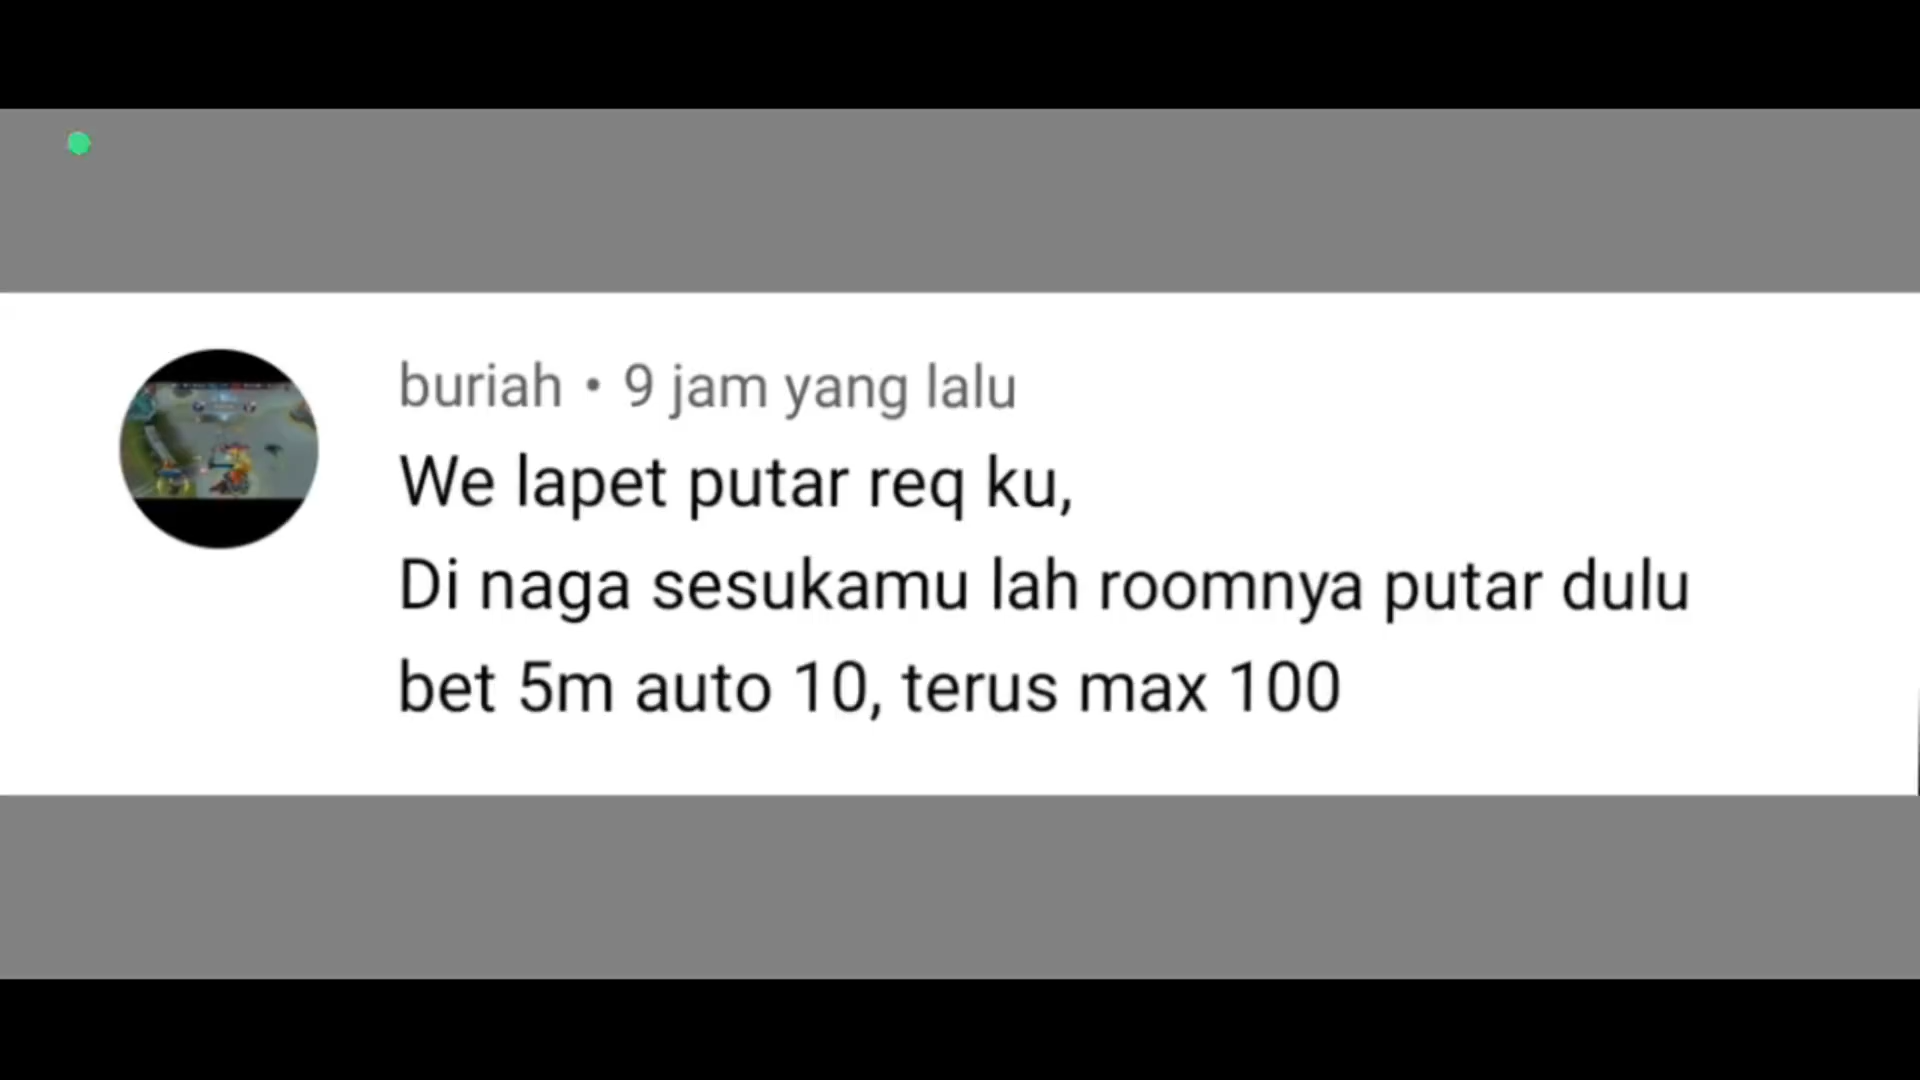 buriah • 9 jam yang lalu
We lapet putar req ku,
Di naga sesukamu lah roomnya putar dulu
bet 5m auto 10, terus max 100